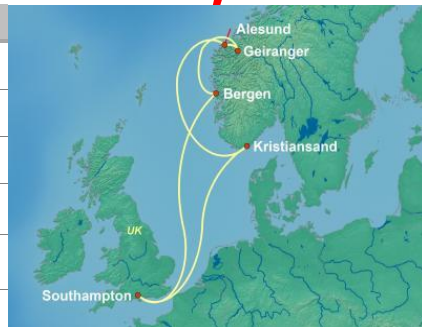 Alesund
Geiranger
Bergen
Kristiansand
UK
Southampton